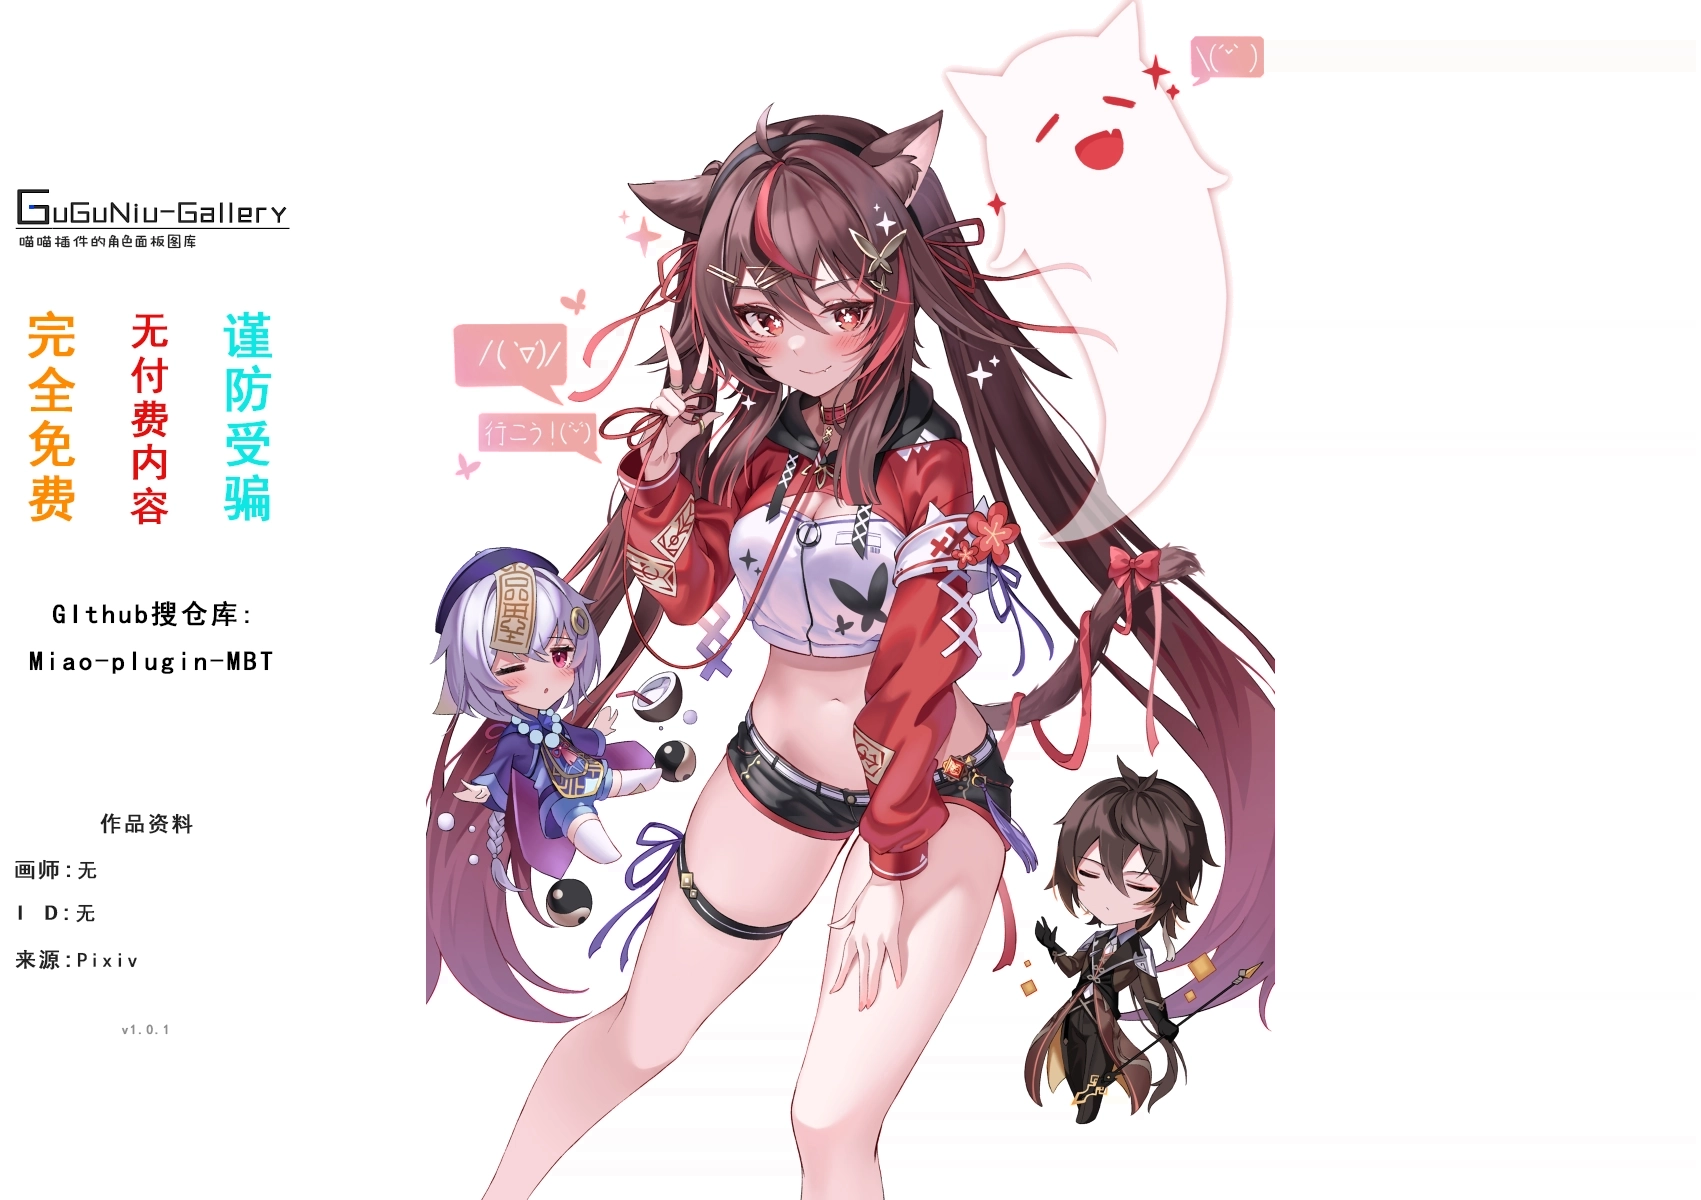 GuGuNiu-Gallery
喵喵插件的角色面板图库
完全免费
无付费内容
谨防受骗
GIthub搜仓库:
Miao-plugin-MBT
作品资料
画师:无
I D:无
来源:Pixiv
v1.0.1
\(´ˇ` )
/(`▽)/
行こう!(ˇ◡ˇ)